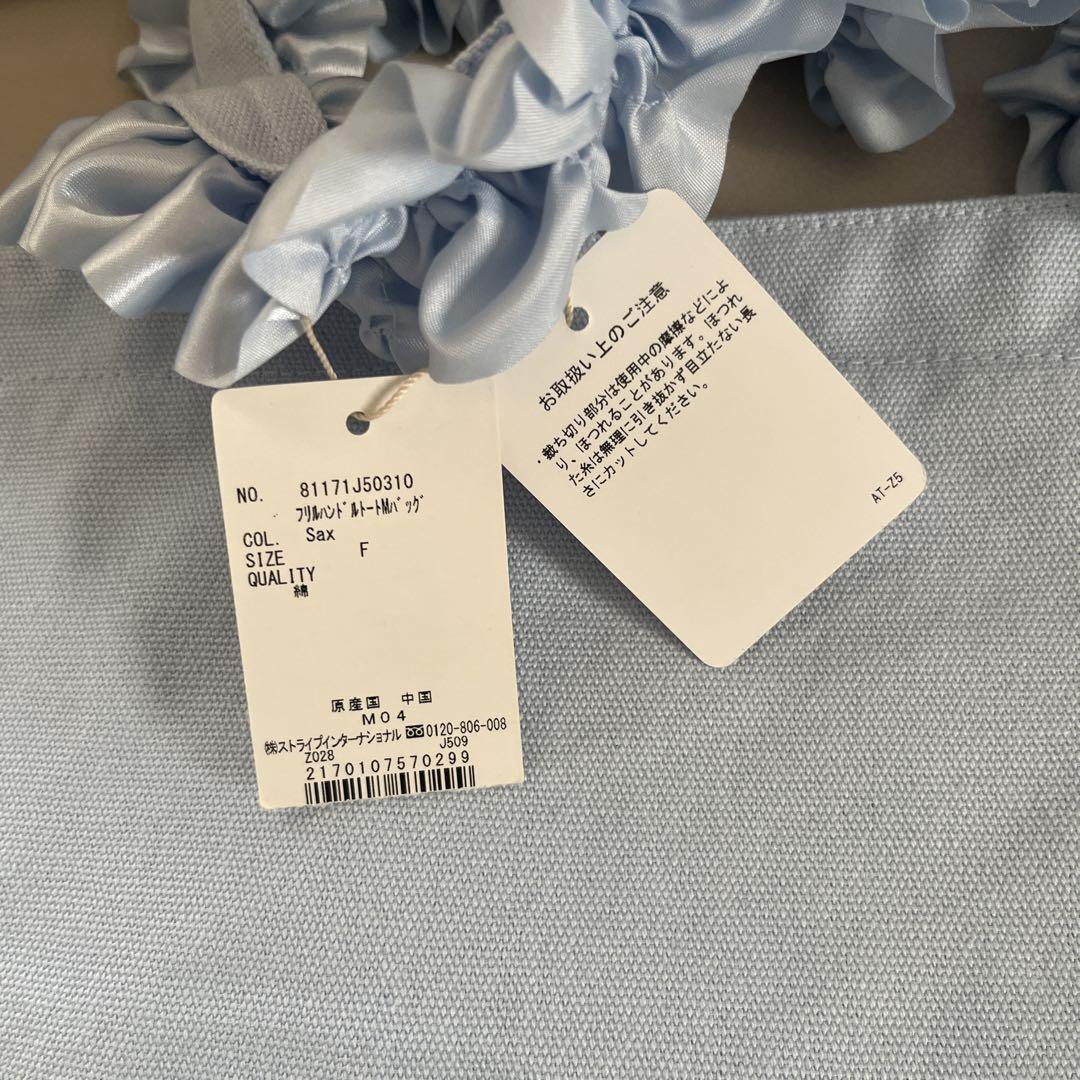 NO. 81171J50310
フリルハンドルトートMバッグ
COL. Sax
SIZE F
QUALITY
綿
原産国 中国
M04
㈱ストライプインターナショナル 0120-806-008
Z028 J509
2170107570299
お取扱い上のご注意
・裁ち切り部分は使用中の摩擦などによ
り、ほつれることがあります。ほつれ
た糸は無理に引き抜かず目立たない長
さにカットしてください。
AT-Z5